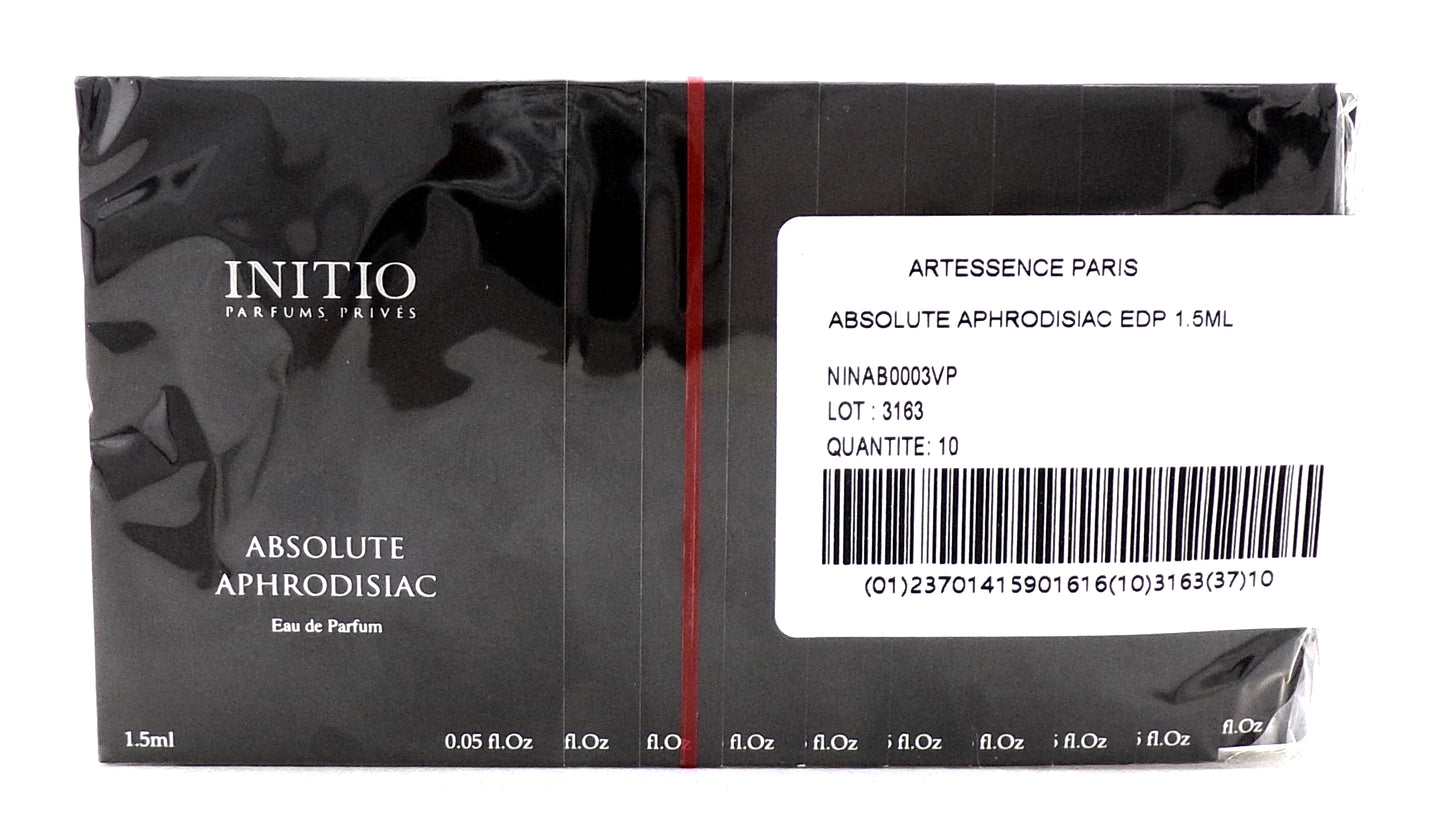 INITIO
PARFUMS PRIVÉS
ABSOLUTE
APHRODISIAC
Eau de Parfum
1.5ml
0.05 fl.Oz
fl.Oz
fl.Oz
fl.Oz
fl.Oz
fl.Oz
fl.Oz
fl.Oz
fl.Oz
fl.Oz
ARTESSENCE PARIS
ABSOLUTE APHRODISIAC EDP 1.5ML
NINAB0003VP
LOT : 3163
QUANTITE: 10
(01)23701415901616(10)3163(37)10